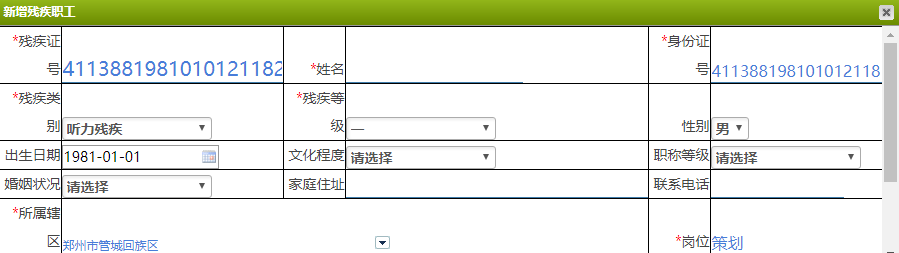 新增残疾职工
*残疾证号 4113881981010121182 *姓名 *身份证号 411388198101012118
*残疾类别 听力残疾 *残疾等级 一 性别 男
出生日期 1981-01-01 文化程度 请选择 职称等级 请选择
婚姻状况 请选择 家庭住址 联系电话
*所属辖区 郑州市管城回族区 *岗位 策划